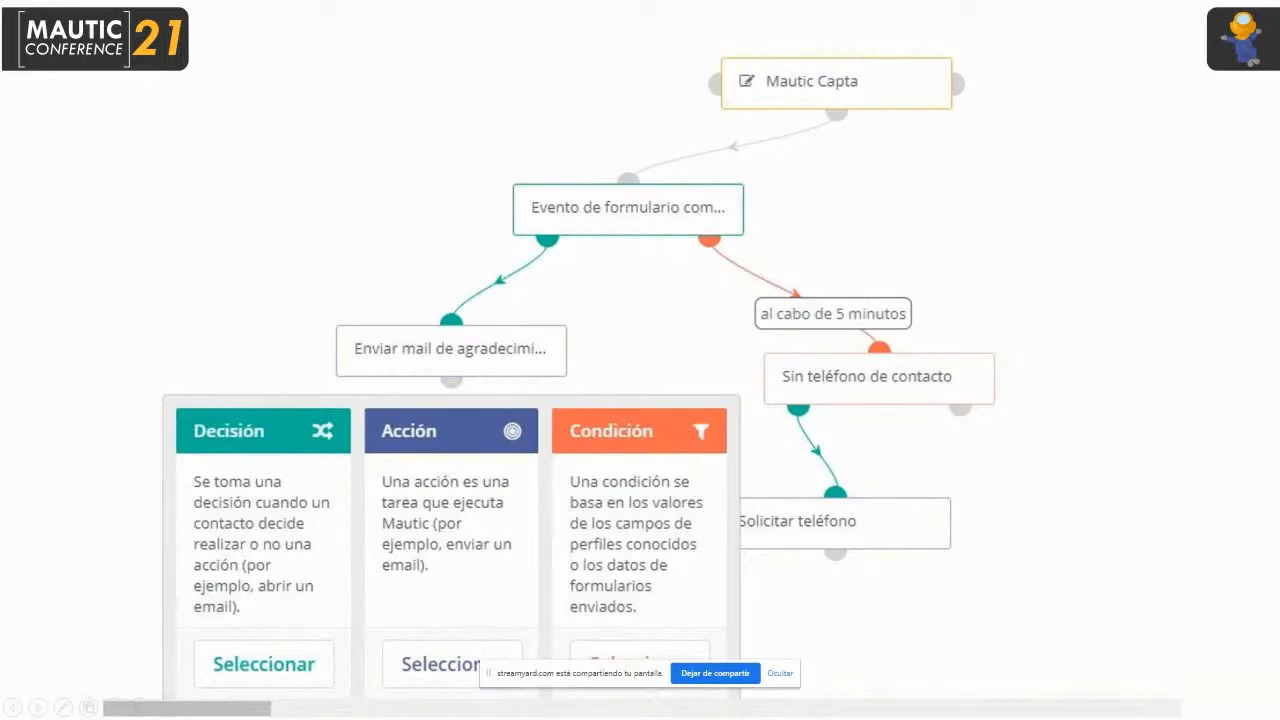 MAUTIC
CONFERENCE
21
Mautic Capta
Evento de formulario com...
al cabo de 5 minutos
Enviar mail de agradecimi...
Sin teléfono de contacto
Decisión
Se toma una
decisión cuando un
contacto decide
realizar o no una
acción (por
ejemplo, abrir un
email).
Seleccionar
Acción
Una acción es una
tarea que ejecuta
Mautic (por
ejemplo, enviar un
email).
Seleccior
Condición
Una condición se
basa en los valores
de los campos de
perfiles conocidos
o los datos de
formularios
enviados.
Solicitar teléfono
streamyard.com está compartiendo tu pantalla.
Dejar de compartir
Ocultar